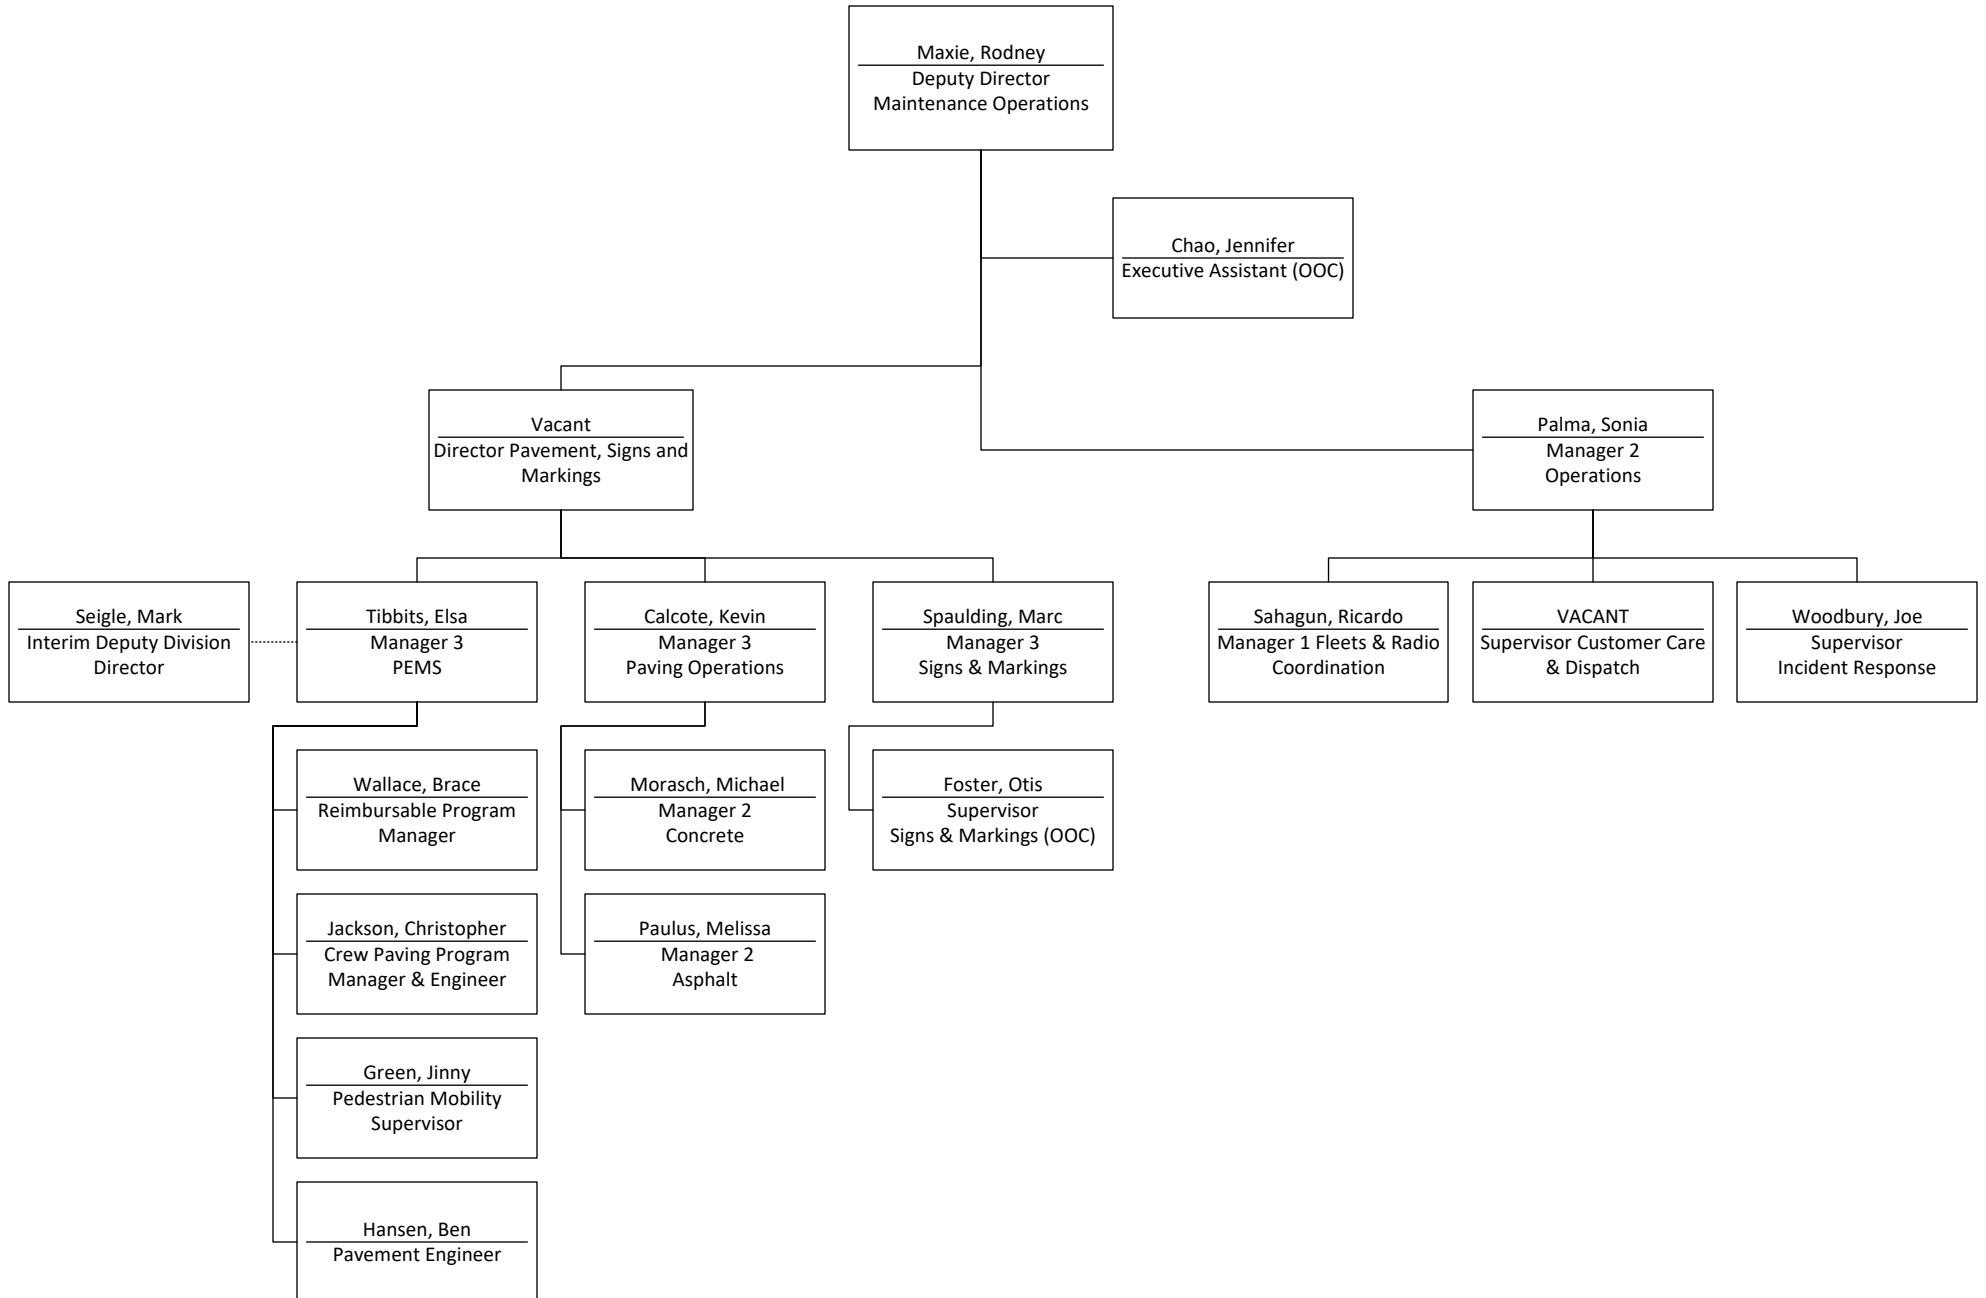 Maxie, Rodney
Deputy Director
Maintenance Operations
Chao, Jennifer
Executive Assistant (OOC)
Vacant
Director Pavement, Signs and
Markings
Palma, Sonia
Manager 2
Operations
Seigle, Mark
Interim Deputy Division
Director
Tibbits, Elsa
Manager 3
PEMS
Calcote, Kevin
Manager 3
Paving Operations
Spaulding, Marc
Manager 3
Signs & Markings
Sahagun, Ricardo
Manager 1 Fleets & Radio
Coordination
VACANT
Supervisor Customer Care
& Dispatch
Woodbury, Joe
Supervisor
Incident Response
Wallace, Brace
Reimbursable Program
Manager
Morasch, Michael
Manager 2
Concrete
Foster, Otis
Supervisor
Signs & Markings (OOC)
Jackson, Christopher
Crew Paving Program
Manager & Engineer
Paulus, Melissa
Manager 2
Asphalt
Green, Jinny
Pedestrian Mobility
Supervisor
Hansen, Ben
Pavement Engineer